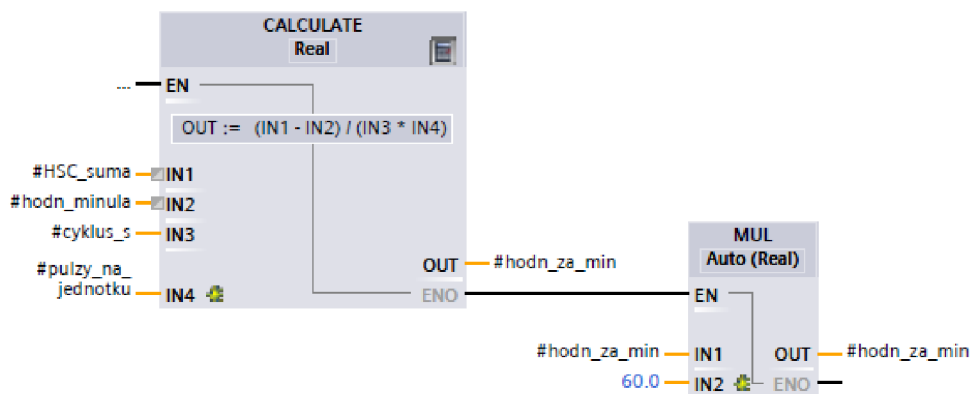 CALCULATE
Real
... EN
OUT := (IN1 - IN2) / (IN3 * IN4)
#HSC_suma IN1
#hodn_minula IN2
#cyklus_s IN3
#pulzy_na_
jednotku IN4
OUT #hodn_za_min
ENO
MUL
Auto (Real)
EN
#hodn_za_min IN1 OUT #hodn_za_min
60.0 IN2 ENO